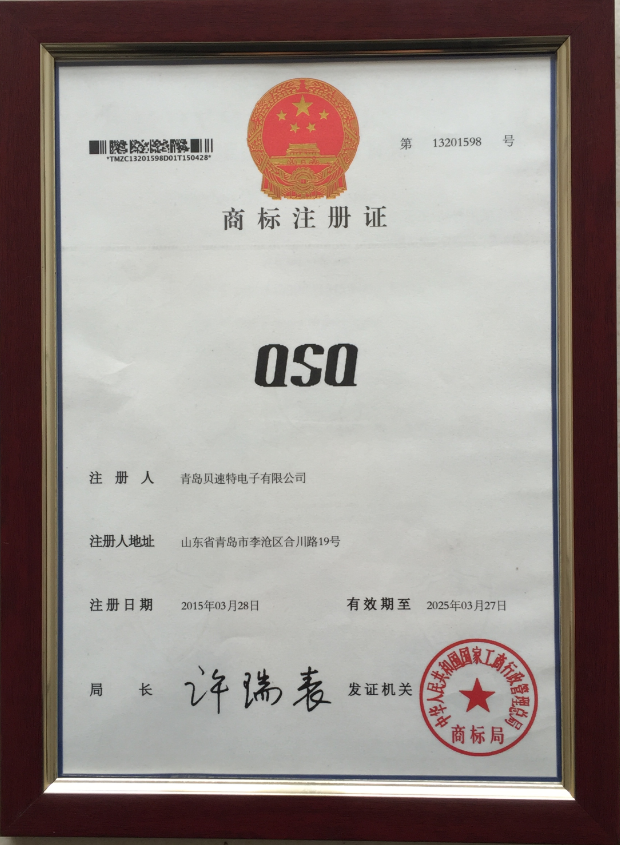 *TMZC13201598D01T150428*
第 13201598 号
商标注册证
asa
注册人 青岛贝速特电子有限公司
注册人地址 山东省青岛市李沧区合川路19号
注册日期 2015年03月28日 有效期至 2025年03月27日
局长 许瑞表 发证机关
中华人民共和国国家工商行政管理总局
商标局